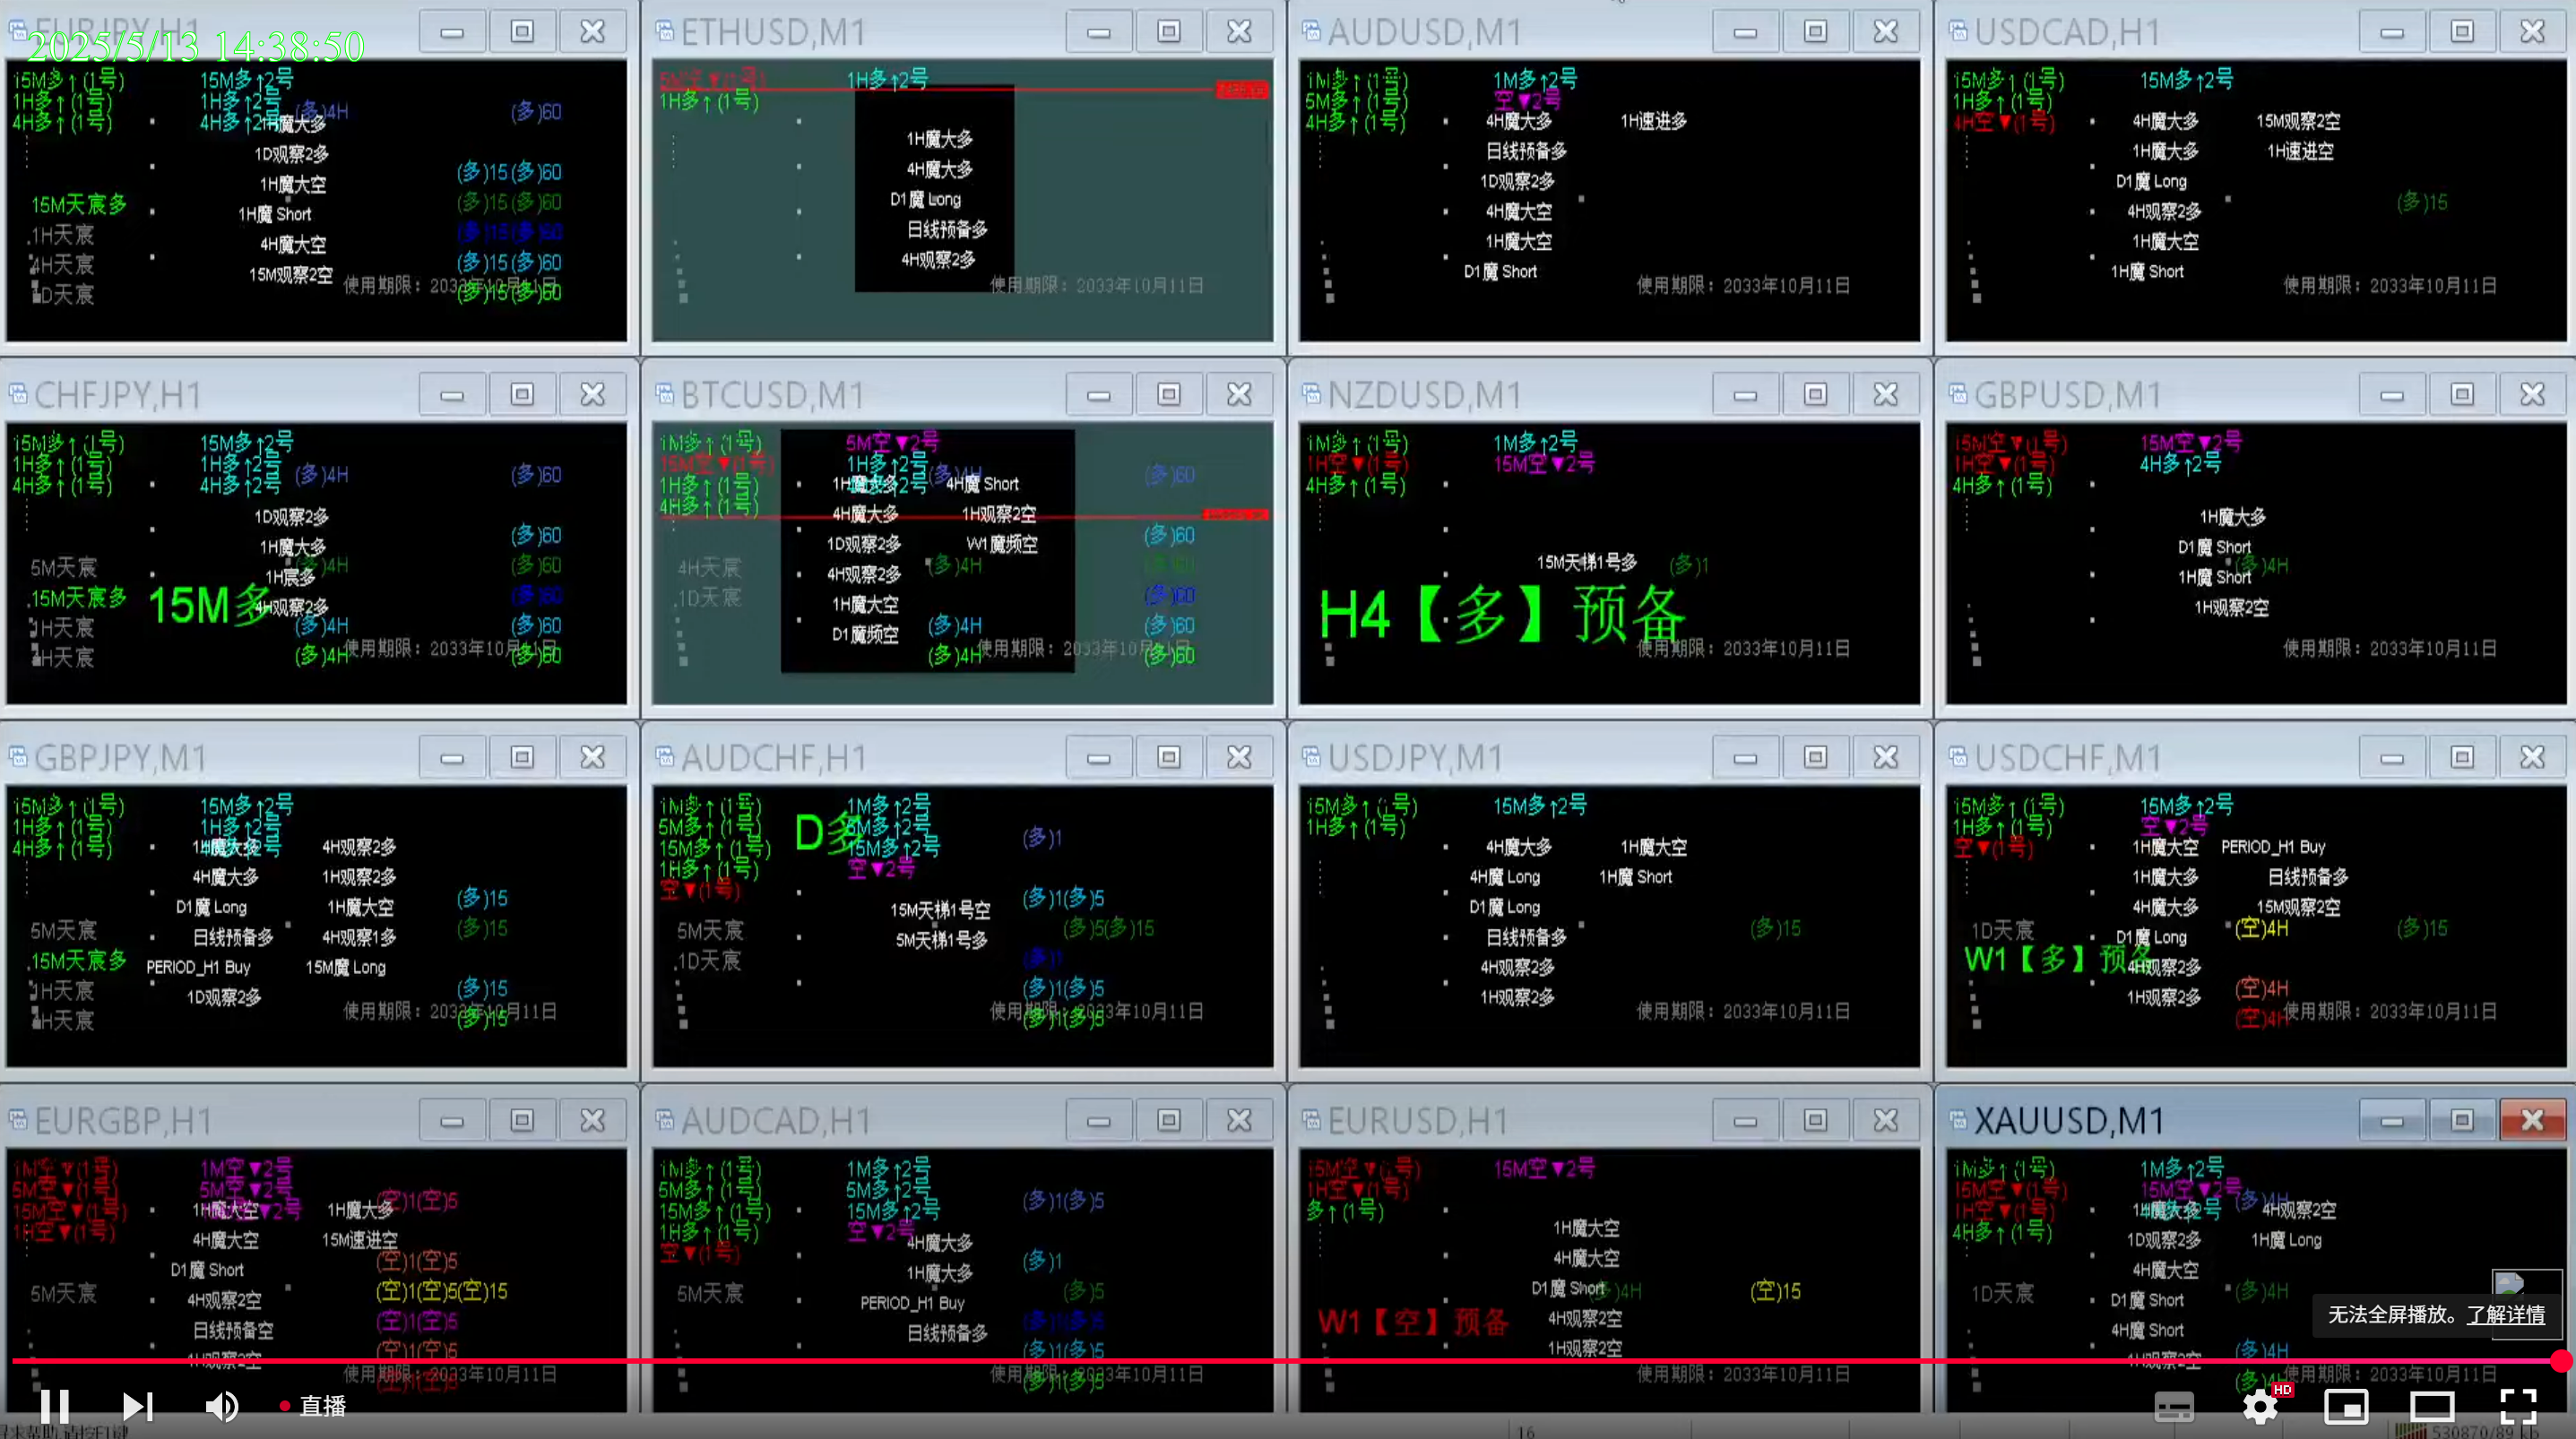 EURJPY,H1
2025/5/13 14:38:50
15M多↑(1号) 15M多↑2号
1H多↑(1号) 1H多↑2号
4H多↑(1号) 4H多↑2号 (多)4H (多)60
1H魔大多
1D观察2多
1H魔大空 (多)15(多)60
15M天宸多 1H魔 Short (多)15(多)60
1H天宸 4H魔大空 (多)15(多)60
4H天宸 15M观察2空 (多)15(多)60
1D天宸 使用期限：2033年10月11日 (多)15(多)60
ETHUSD,M1
1H多↑2号
1H多↑(1号)
1H魔大多
4H魔大多
D1魔 Long
日线预备多
4H观察2多
使用期限：2033年10月11日
AUDUSD,M1
1M多↑(1号) 1M多↑2号
5M多↑(1号) 空▼2号
4H多↑(1号) 4H魔大多 1H速进多
日线预备多
1D观察2多
4H魔大空
1H魔大空
D1魔 Short
使用期限：2033年10月11日
USDCAD,H1
15M多↑(1号) 15M多↑2号
1H多↑(1号)
4H空▼(1号) 4H魔大多 15M观察2空
1H魔大多 1H速进空
D1魔 Long
4H观察2多 (多)15
1H魔大空
1H魔 Short
使用期限：2033年10月11日
CHFJPY,H1
15M多↑(1号) 15M多↑2号
1H多↑(1号) 1H多↑2号
4H多↑(1号) 4H多↑2号 (多)4H (多)60
1D观察2多
1H魔大多 (多)60
5M天宸 1H宸多 (多)4H (多)60
15M天宸多 15M多 4H观察2多 (多)60
1H天宸 (多)4H (多)60
4H天宸 (多)4H 使用期限：2033年10月11日 (多)60
BTCUSD,M1
1M多↑(1号) 5M空▼2号
15M空▼(1号) 1H多↑2号
1H多↑(1号) 1H魔大多 (多)4H 4H魔 Short (多)60
4H多↑(1号) 4H魔大多 1H观察2空
1D观察2多 W1魔频空 (多)60
4H天宸 4H观察2多 (多)4H (多)60
1D天宸 1H魔大空 (多)60
D1魔频空 (多)4H (多)60
(多)4H 使用期限：2033年10月11日 (多)60
NZDUSD,M1
1M多↑(1号) 1M多↑2号
1H空▼(1号) 15M空▼2号
4H多↑(1号)
15M天梯1号多 (多)1
H4【多】预备
使用期限：2033年10月11日
GBPUSD,M1
15M空▼(1号) 15M空▼2号
1H空▼(1号) 4H多↑2号
4H多↑(1号)
1H魔大多
D1魔 Short
1H魔 Short (多)4H
1H观察2空
使用期限：2033年10月11日
GBPJPY,M1
15M多↑(1号) 15M多↑2号
1H多↑(1号) 1H多↑2号
4H多↑(1号) 4H多↑2号 4H观察2多
4H魔大多 1H观察2多
D1魔 Long 1H魔大空 (多)15
5M天宸 日线预备多 4H观察1多 (多)15
15M天宸多 PERIOD_H1 Buy 15M魔 Long
1H天宸 1D观察2多 (多)15
4H天宸 使用期限：2033年10月11日 (多)15
AUDCHF,H1
1M多↑(1号) 1M多↑2号
5M多↑(1号) D多 5M多↑2号 (多)1
15M多↑(1号) 15M多↑2号
1H多↑(1号) 空▼2号
空▼(1号) 15M天梯1号空 (多)1(多)5
5M天宸 5M天梯1号多 (多)5(多)15
1D天宸 (多)1
(多)1(多)5
使用期限：2033年10月11日 (多)1(多)5
USDJPY,M1
15M多↑(1号) 15M多↑2号
1H多↑(1号)
4H魔大多 1H魔大空
4H魔 Long 1H魔 Short
D1魔 Long
日线预备多 (多)15
4H观察2多
1H观察2多
使用期限：2033年10月11日
USDCHF,M1
15M多↑(1号) 15M多↑2号
1H多↑(1号) 空▼2号
空▼(1号) 1H魔大空 PERIOD_H1 Buy
1H魔大多 日线预备多
4H魔大多 15M观察2空
1D天宸 D1魔 Long (空)4H (多)15
W1【多】预备 4H观察2多
1H观察2多 (空)4H
(空)4H 使用期限：2033年10月11日
EURGBP,H1
1M空▼(1号) 1M空▼2号
5M空▼(1号) 5M空▼2号 (空)1(空)5
15M空▼(1号) 1H魔大空 15M空▼2号 1H魔大多
1H空▼(1号) 4H魔大空 15M速进空
D1魔 Short (空)1(空)5
5M天宸 4H观察2空 (空)1(空)5(空)15
日线预备空 (空)1(空)5
1H观察2空 (空)1(空)5
使用期限：2033年10月11日
AUDCAD,H1
1M多↑(1号) 1M多↑2号
5M多↑(1号) 5M多↑2号 (多)1(多)5
15M多↑(1号) 15M多↑2号
1H多↑(1号) 空▼2号 4H魔大多
空▼(1号) 1H魔大多 (多)1
5M天宸 PERIOD_H1 Buy (多)5
日线预备多 (多)1(多)5
(多)1(多)5
使用期限：2033年10月11日 (多)1(多)5
EURUSD,H1
15M空▼(1号) 15M空▼2号
1H空▼(1号)
多↑(1号)
1H魔大空
4H魔大空
D1魔 Short (多)4H (空)15
W1【空】预备 4H观察2空
1H观察2空
使用期限：2033年10月11日
XAUUSD,M1
1M多↑(1号) 1M多↑2号
15M空▼(1号) 15M空▼2号 (多)4H
1H空▼(1号) 4H多↑2号 4H观察2空
4H多↑(1号) 1D观察2多 1H魔 Long
4H魔大空
1D天宸 D1魔 Short (多)4H
4H魔 Short
无法全屏播放。了解详情
1H观察2空 (多)4H
使用期限：2033年10月11日
直播
HD
16
530870/89 kb